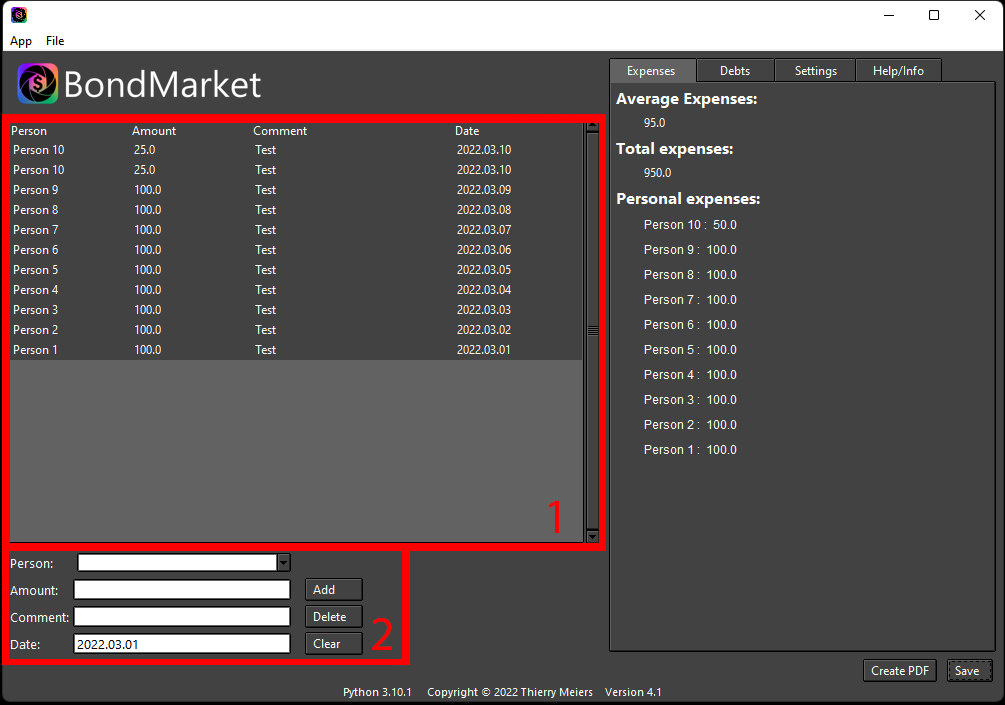 App File
BondMarket
Person Amount Comment Date
Person 10 25.0 Test 2022.03.10
Person 10 25.0 Test 2022.03.10
Person 9 100.0 Test 2022.03.09
Person 8 100.0 Test 2022.03.08
Person 7 100.0 Test 2022.03.07
Person 6 100.0 Test 2022.03.06
Person 5 100.0 Test 2022.03.05
Person 4 100.0 Test 2022.03.04
Person 3 100.0 Test 2022.03.03
Person 2 100.0 Test 2022.03.02
Person 1 100.0 Test 2022.03.01
1
Person:
Amount: Add
Comment: Delete
Date: 2022.03.01 Clear
2
Expenses Debts Settings Help/Info
Average Expenses:
95.0
Total expenses:
950.0
Personal expenses:
Person 10 : 50.0
Person 9 : 100.0
Person 8 : 100.0
Person 7 : 100.0
Person 6 : 100.0
Person 5 : 100.0
Person 4 : 100.0
Person 3 : 100.0
Person 2 : 100.0
Person 1 : 100.0
Create PDF Save
Python 3.10.1 Copyright © 2022 Thierry Meiers Version 4.1